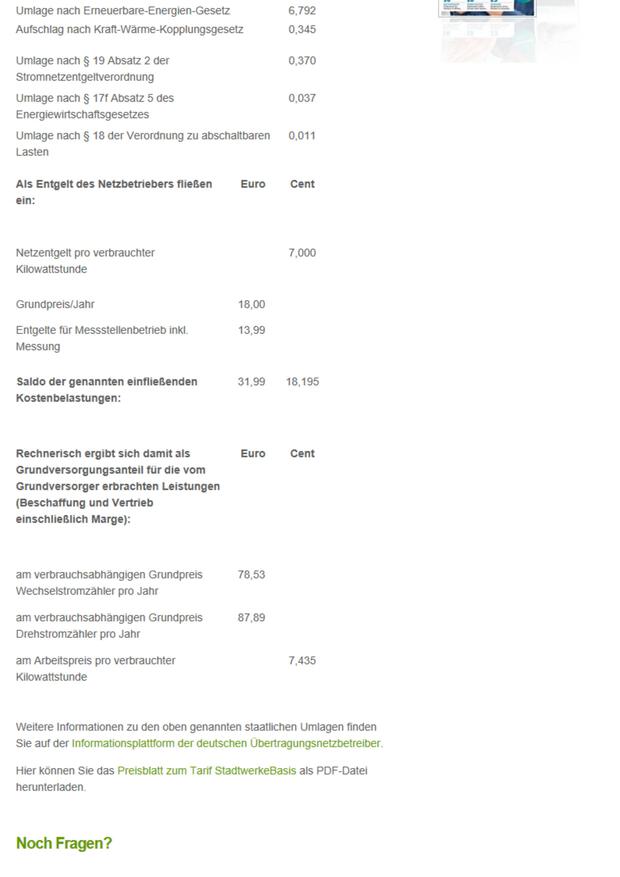 Umlage nach Erneuerbare-Energien-Gesetz 6,792
Aufschlag nach Kraft-Wärme-Kopplungsgesetz 0,345
Umlage nach § 19 Absatz 2 der 0,370
Stromnetzentgeltverordnung
Umlage nach § 17f Absatz 5 des 0,037
Energiewirtschaftsgesetzes
Umlage nach § 18 der Verordnung zu abschaltbaren 0,011
Lasten
Als Entgelt des Netzbetriebers fließen Euro Cent
ein:
Netzentgelt pro verbrauchter 7,000
Kilowattstunde
Grundpreis/Jahr 18,00
Entgelte für Messstellenbetrieb inkl. 13,99
Messung
Saldo der genannten einfließenden 31,99 18,195
Kostenbelastungen:
Rechnerisch ergibt sich damit als Euro Cent
Grundversorgungsanteil für die vom
Grundversorger erbrachten Leistungen
(Beschaffung und Vertrieb
einschließlich Marge):
am verbrauchsabhängigen Grundpreis 78,53
Wechselstromzähler pro Jahr
am verbrauchsabhängigen Grundpreis 87,89
Drehstromzähler pro Jahr
am Arbeitspreis pro verbrauchter 7,435
Kilowattstunde
Weitere Informationen zu den oben genannten staatlichen Umlagen finden
Sie auf der Informationsplattform der deutschen Übertragungsnetzbetreiber.
Hier können Sie das Preisblatt zum Tarif StadtwerkeBasis als PDF-Datei
herunterladen.
Noch Fragen?